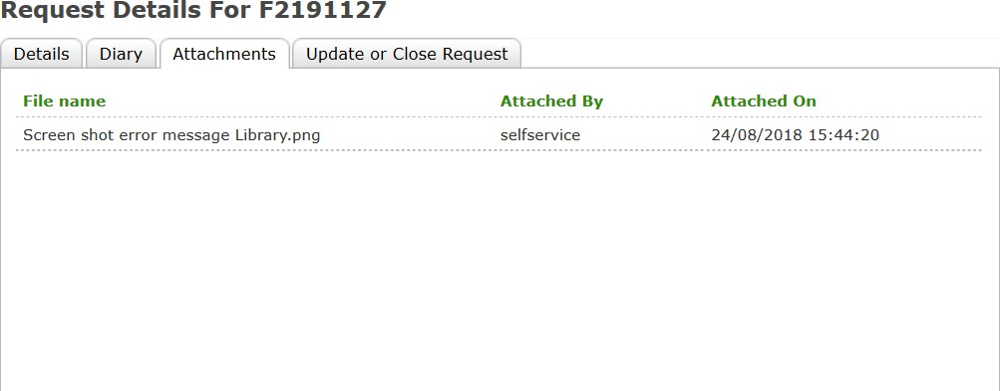 Request Details For F2191127
Details Diary Attachments Update or Close Request
File name Attached By Attached On
Screen shot error message Library.png selfservice 24/08/2018 15:44:20